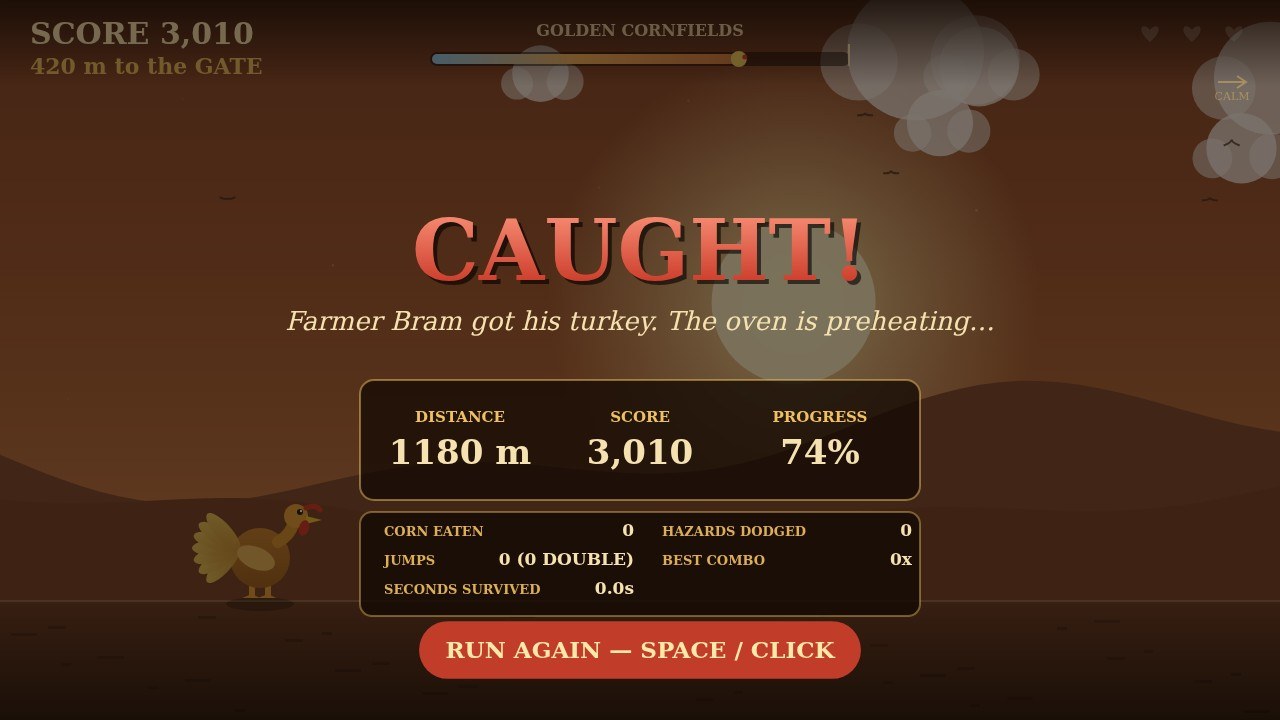 SCORE 3,010
420 m to the GATE
GOLDEN CORNFIELDS
CALM
CAUGHT!
Farmer Bram got his turkey. The oven is preheating...
DISTANCE SCORE PROGRESS
1180 m 3,010 74%
CORN EATEN 0 HAZARDS DODGED 0
JUMPS 0 (0 DOUBLE) BEST COMBO 0x
SECONDS SURVIVED 0.0s
RUN AGAIN — SPACE / CLICK